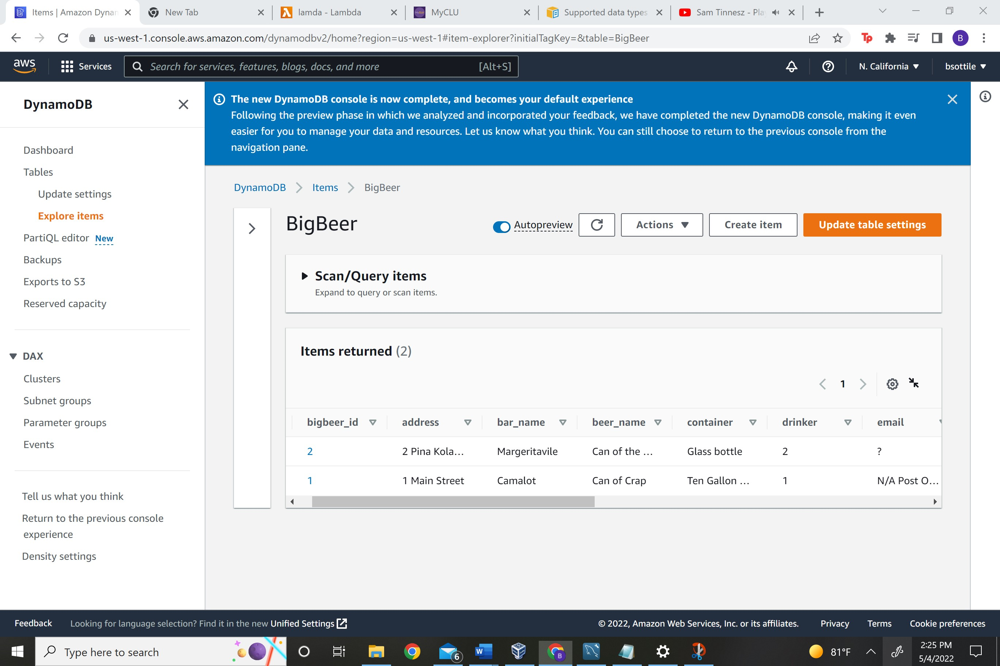 Items | Amazon Dynan
New Tab
lamda - Lambda
MyCLU
Supported data types
Sam Tinnesz - Pla
us-west-1.console.aws.amazon.com/dynamodbv2/home?region=us-west-1#item-explorer?initialTagKey=&table=BigBeer
Tp
B
aws
Services
Search for services, features, blogs, docs, and more [Alt+S]
N. California
bsottile
DynamoDB
Dashboard
Tables
Update settings
Explore items
PartiQL editor New
Backups
Exports to S3
Reserved capacity
DAX
Clusters
Subnet groups
Parameter groups
Events
Tell us what you think
Return to the previous console
experience
Density settings
The new DynamoDB console is now complete, and becomes your default experience
Following the preview phase in which we analyzed and incorporated your feedback, we have completed the new DynamoDB console, making it even
easier for you to manage your data and resources. Let us know what you think. You can still choose to return to the previous console from the
navigation pane.
DynamoDB Items BigBeer
BigBeer
Autopreview
Actions
Create item
Update table settings
Scan/Query items
Expand to query or scan items.
Items returned (2)
1
bigbeer_id address bar_name beer_name container drinker email
2 2 Pina Kola... Margeritavile Can of the ... Glass bottle 2 ?
1 1 Main Street Camalot Can of Crap Ten Gallon ... 1 N/A Post O...
Feedback
Looking for language selection? Find it in the new Unified Settings
© 2022, Amazon Web Services, Inc. or its affiliates.
Privacy
Terms
Cookie preferences
Type here to search
6
W
B
81°F
2:25 PM
5/4/2022